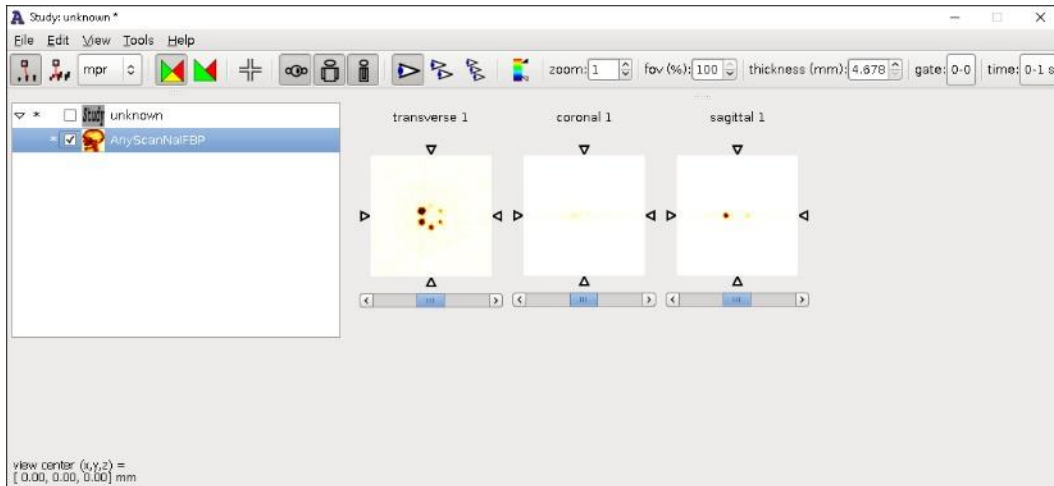 Study: unknown *
File Edit View Tools Help
mpr zoom: 1 fov (%): 100 thickness (mm): 4.678 gate: 0-0 time: 0-1 s
* Study unknown
* AnyScanNaIFBP
transverse 1 coronal 1 sagittal 1
view center (x,y,z) =
[ 0.00, 0.00, 0.00] mm